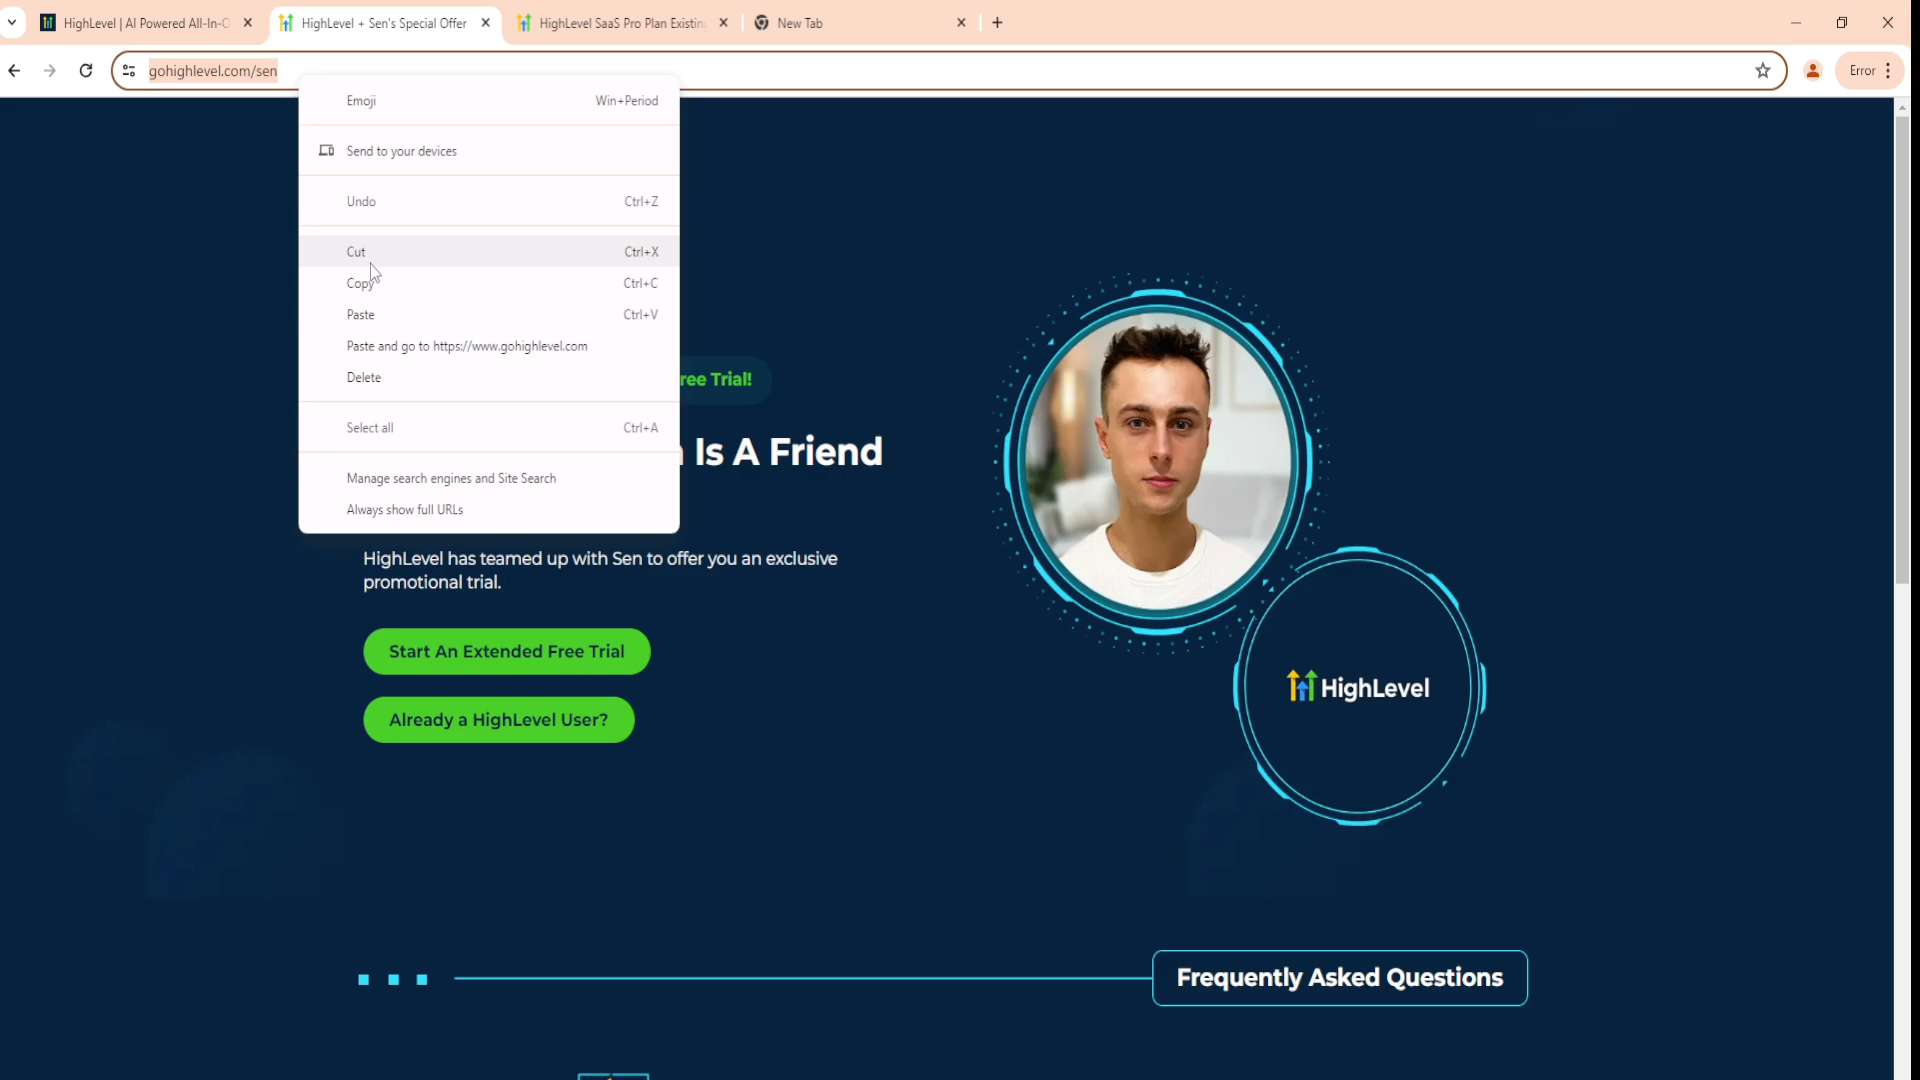 HighLevel | AI Powered All-In-O
HighLevel + Sen's Special Offer
HighLevel SaaS Pro Plan Existing
New Tab
gohighlevel.com/sen
Error
Emoji Win+Period
Send to your devices
Undo Ctrl+Z
Cut Ctrl+X
Copy Ctrl+C
Paste Ctrl+V
Paste and go to https://www.gohighlevel.com
Delete
Select all Ctrl+A
Manage search engines and Site Search
Always show full URLs
ree Trial!
Is A Friend
HighLevel has teamed up with Sen to offer you an exclusive
promotional trial.
Start An Extended Free Trial
Already a HighLevel User?
HighLevel
Frequently Asked Questions